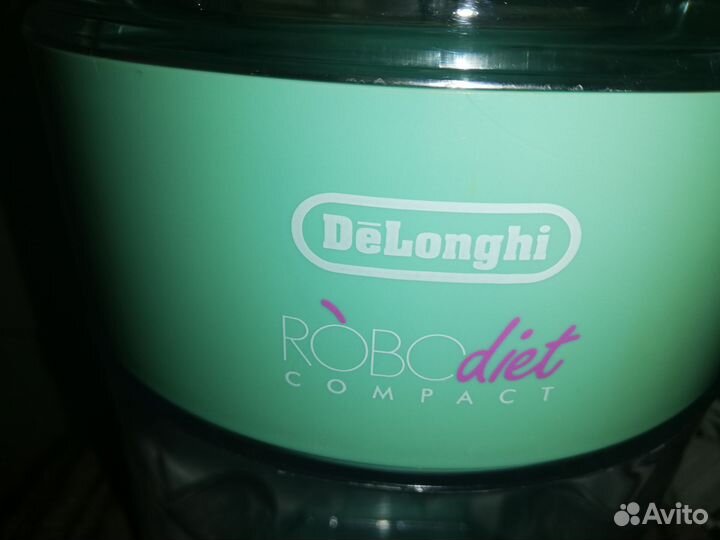 DēLonghi
RÒBOdiet
COMPACT
Avito